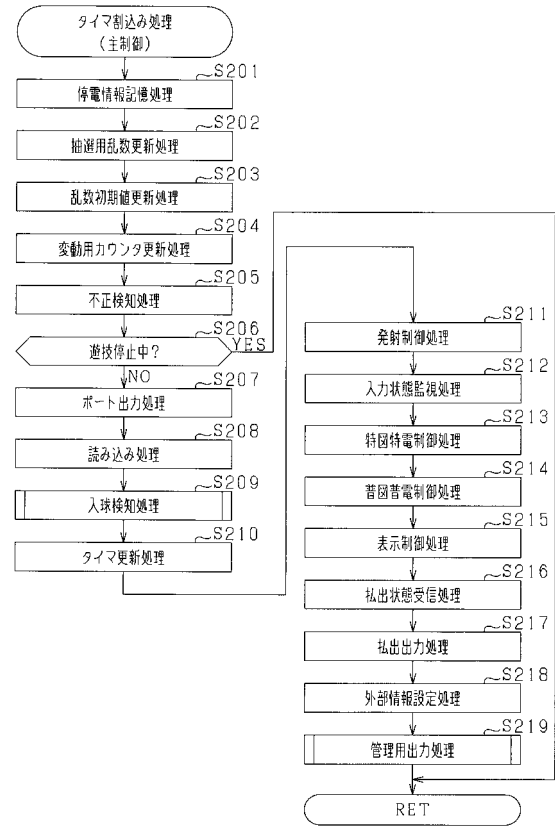 タイマ割込み処理
(主制御)
S201
停電情報記憶処理
S202
抽選用乱数更新処理
S203
乱数初期値更新処理
S204
変動用カウンタ更新処理
S205
不正検知処理
S206
遊技停止中?
YES
NO
S207
ポート出力処理
S208
読み込み処理
S209
入球検知処理
S210
タイマ更新処理
S211
発射制御処理
S212
入力状態監視処理
S213
特図特電制御処理
S214
普図普電制御処理
S215
表示制御処理
S216
払出状態受信処理
S217
払出出力処理
S218
外部情報設定処理
S219
管理用出力処理
RET